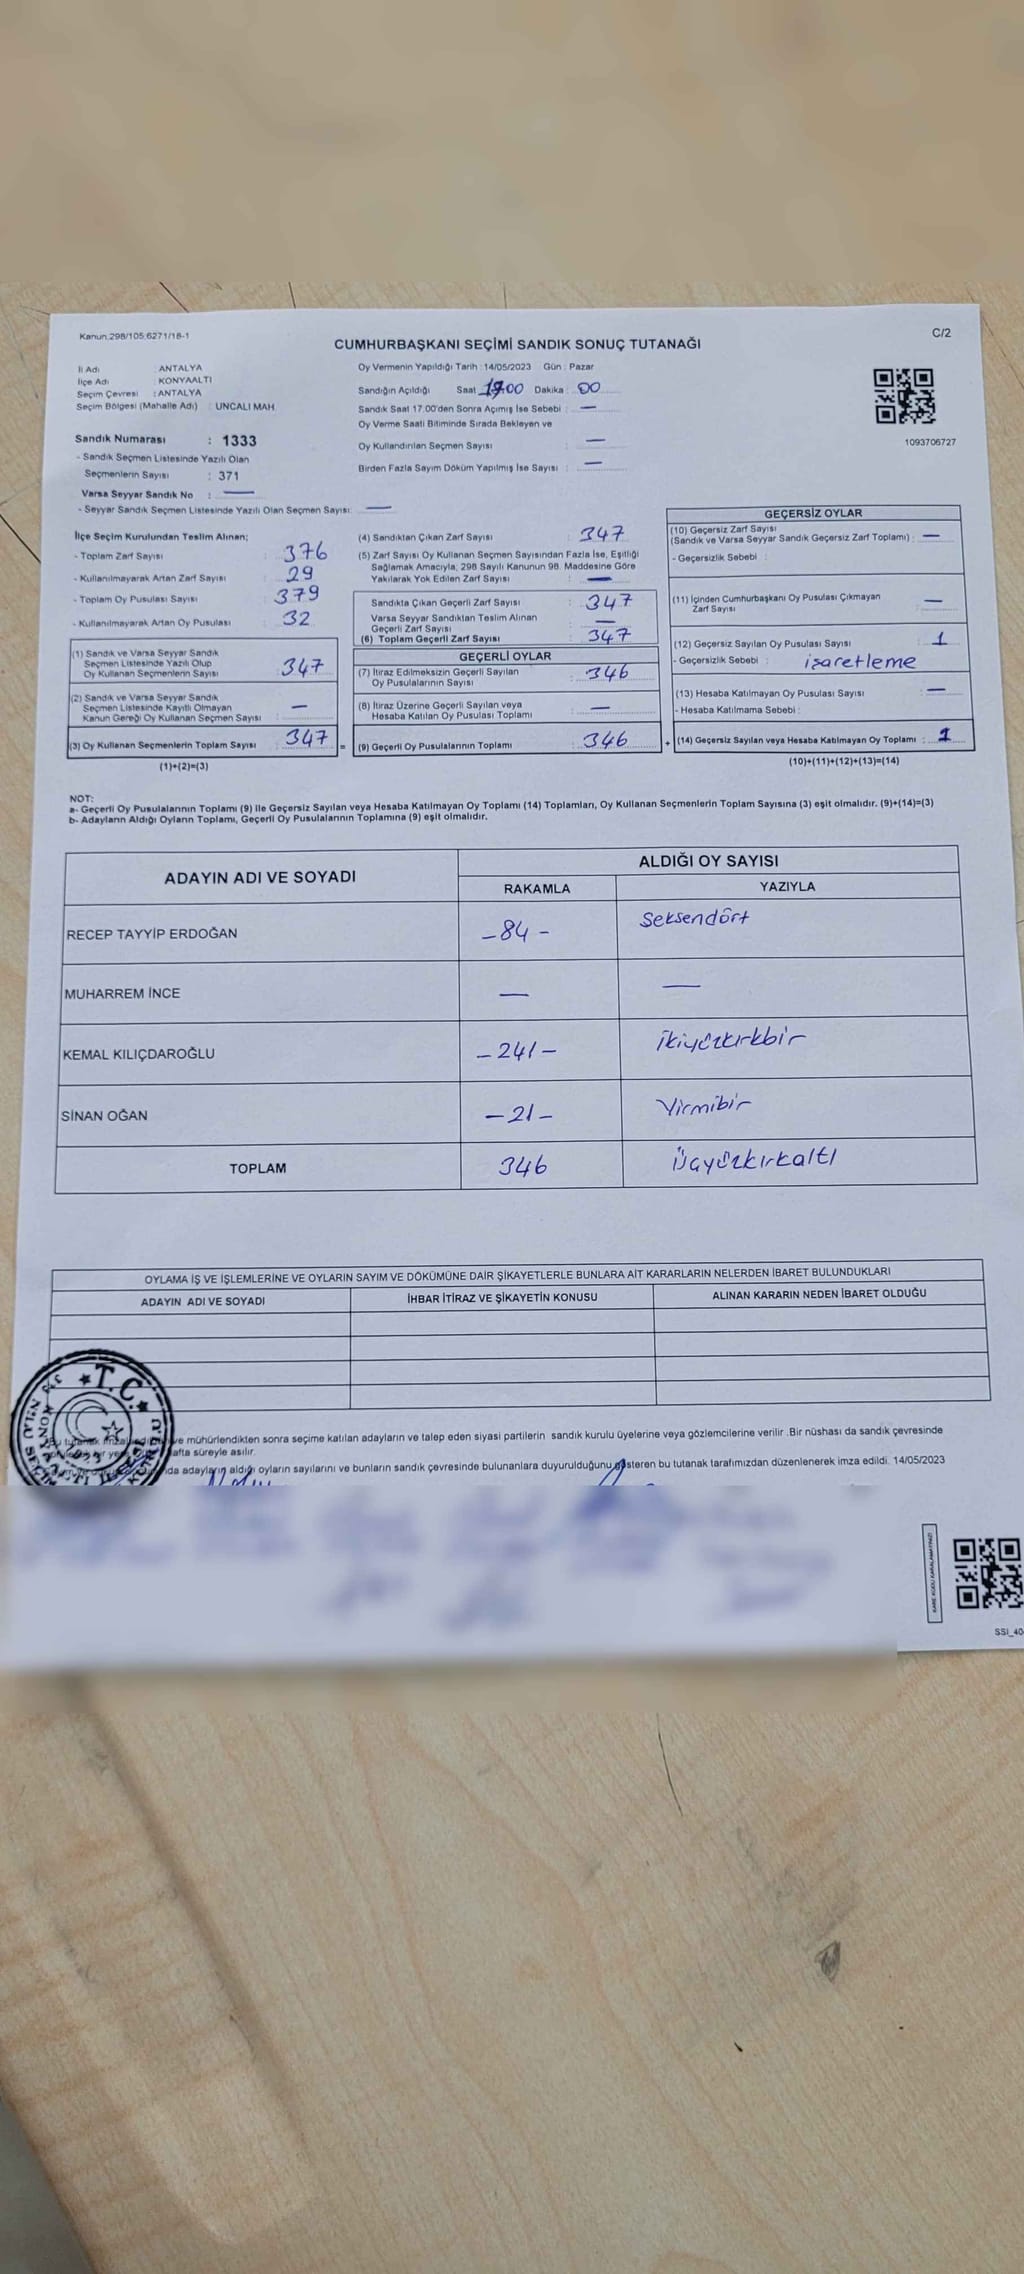 Kanun.298/105,6271/18-1
C/2
CUMHURBAŞKANI SEÇİMİ SANDIK SONUÇ TUTANAĞI
İl Adı : ANTALYA
İlçe Adı : KONYAALTI
Seçim Çevresi : ANTALYA
Seçim Bölgesi (Mahalle Adı) : UNCALI MAH
Sandık Numarası : 1333
- Sandık Seçmen Listesinde Yazılı Olan
Seçmenlerin Sayısı : 371
Varsa Seyyar Sandık No : —
- Seyyar Sandık Seçmen Listesinde Yazılı Olan Seçmen Sayısı: —
Oy Vermenin Yapıldığı Tarih : 14/05/2023 Gün : Pazar
Sandığın Açıldığı Saat : 17.00 Dakika : 00
Sandık Saat 17.00'den Sonra Açımış İse Sebebi : —
Oy Verme Saati Bitiminde Sırada Bekleyen ve
Oy Kullandırılan Seçmen Sayısı : —
Birden Fazla Sayım Döküm Yapılmış İse Sayısı : —
1093706727
İlçe Seçim Kurulundan Teslim Alınan;
- Toplam Zarf Sayısı : 376
- Kullanılmayarak Artan Zarf Sayısı : 29
- Toplam Oy Pusulası Sayısı : 379
- Kullanılmayarak Artan Oy Pusulası : 32
(1) Sandık ve Varsa Seyyar Sandık
Seçmen Listesinde Yazılı Olup
Oy Kullanan Seçmenlerin Sayısı : 347
(2) Sandık ve Varsa Seyyar Sandık
Seçmen Listesinde Kayıtlı Olmayan
Kanun Gereği Oy Kullanan Seçmen Sayısı : —
(3) Oy Kullanan Seçmenlerin Toplam Sayısı : 347 =
(1)+(2)=(3)
(4) Sandıktan Çıkan Zarf Sayısı : 347
(5) Zarf Sayısı Oy Kullanan Seçmen Sayısından Fazla İse, Eşitliği
Sağlamak Amacıyla; 298 Sayılı Kanunun 98. Maddesine Göre
Yakılarak Yok Edilen Zarf Sayısı : —
Sandıkta Çıkan Geçerli Zarf Sayısı : 347
Varsa Seyyar Sandıktan Teslim Alınan
Geçerli Zarf Sayısı : —
(6) Toplam Geçerli Zarf Sayısı : 347
GEÇERLİ OYLAR
(7) İtiraz Edilmeksizin Geçerli Sayılan
Oy Pusulalarının Sayısı : 346
(8) İtiraz Üzerine Geçerli Sayılan veya
Hesaba Katılan Oy Pusulası Toplamı : —
(9) Geçerli Oy Pusulalarının Toplamı : 346 +
GEÇERSİZ OYLAR
(10) Geçersiz Zarf Sayısı
(Sandık ve Varsa Seyyar Sandık Geçersiz Zarf Toplamı) : —
- Geçersizlik Sebebi :
(11) İçinden Cumhurbaşkanı Oy Pusulası Çıkmayan
Zarf Sayısı : —
(12) Geçersiz Sayılan Oy Pusulası Sayısı : 1
- Geçersizlik Sebebi : işaretleme
(13) Hesaba Katılmayan Oy Pusulası Sayısı : —
- Hesaba Katılmama Sebebi :
(14) Geçersiz Sayılan veya Hesaba Katılmayan Oy Toplamı : 1
(10)+(11)+(12)+(13)=(14)
NOT:
a- Geçerli Oy Pusulalarının Toplamı (9) ile Geçersiz Sayılan veya Hesaba Katılmayan Oy Toplamı (14) Toplamları, Oy Kullanan Seçmenlerin Toplam Sayısına (3) eşit olmalıdır. (9)+(14)=(3)
b- Adayların Aldığı Oyların Toplamı, Geçerli Oy Pusulalarının Toplamına (9) eşit olmalıdır.
ADAYIN ADI VE SOYADI ALDIĞI OY SAYISI
RAKAMLA YAZIYLA
RECEP TAYYİP ERDOĞAN -84- Seksendört
MUHARREM İNCE — —
KEMAL KILIÇDAROĞLU -241- İkiyüzkırkbir
SİNAN OĞAN -21- Yirmibir
TOPLAM 346 Üçyüzkırkaltı
OYLAMA İŞ VE İŞLEMLERİNE VE OYLARIN SAYIM VE DÖKÜMÜNE DAİR ŞİKAYETLERLE BUNLARA AİT KARARLARIN NELERDEN İBARET BULUNDUKLARI
ADAYIN ADI VE SOYADI İHBAR İTİRAZ VE ŞİKAYETİN KONUSU ALINAN KARARIN NEDEN İBARET OLDUĞU
T.C.
Bu tutanak ve mühürlendikten sonra seçime katılan adayların ve talep eden siyasi partilerin sandık kurulu üyelerine veya gözlemcilerine verilir .Bir nüshası da sandık çevresinde
hafta süreyle asılır.
adayların aldığı oyların sayılarını ve bunların sandık çevresinde bulunanlara duyurulduğunu gösteren bu tutanak tarafımızdan düzenlenerek imza edildi. 14/05/2023
KARE KODU KARALAMAYINIZ!
SSI_40